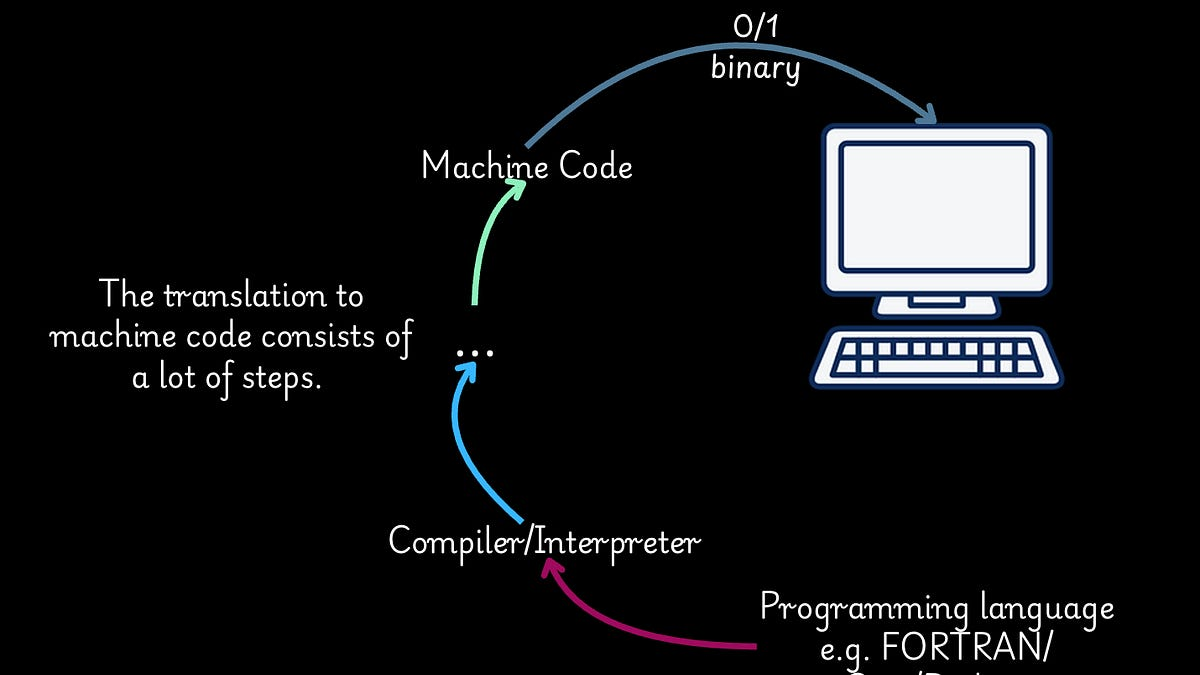 0/1
binary
Machine Code
The translation to
machine code consists of
a lot of steps.
...
Compiler/Interpreter
Programming language
e.g. FORTRAN/